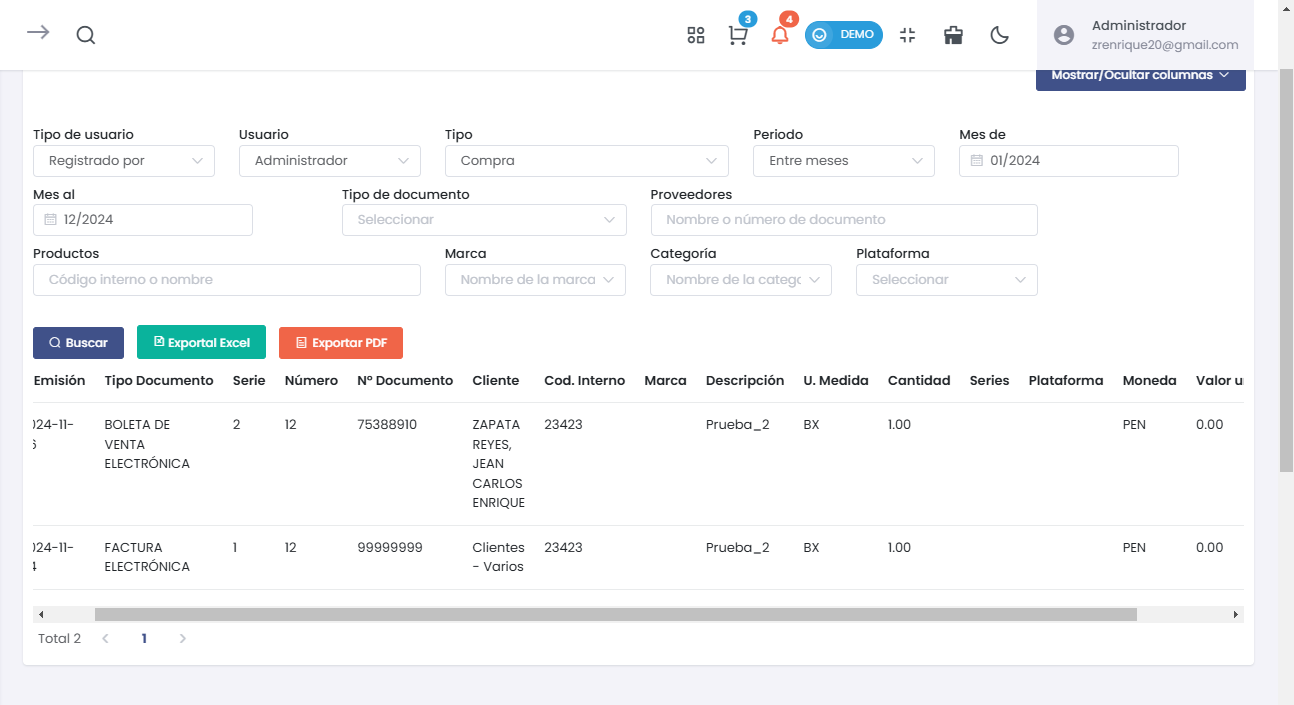 3
4
DEMO
Administrador
zrenrique20@gmail.com
Mostrar/Ocultar columnas
Tipo de usuario
Usuario
Tipo
Periodo
Mes de
Registrado por
Administrador
Compra
Entre meses
01/2024
Mes al
Tipo de documento
Proveedores
12/2024
Seleccionar
Nombre o número de documento
Productos
Marca
Categoría
Plataforma
Código interno o nombre
Nombre de la marca
Nombre de la catego
Seleccionar
Buscar
Exportal Excel
Exportar PDF
Emisión Tipo Documento Serie Número Nº Documento Cliente Cod. Interno Marca Descripción U. Medida Cantidad Series Plataforma Moneda Valor u
024-11- BOLETA DE 2 12 75388910 ZAPATA 23423 Prueba_2 BX 1.00 PEN 0.00
6 VENTA REYES,
ELECTRÓNICA JEAN
CARLOS
ENRIQUE
024-11- FACTURA 1 12 99999999 Clientes 23423 Prueba_2 BX 1.00 PEN 0.00
4 ELECTRÓNICA - Varios
Total 2
1